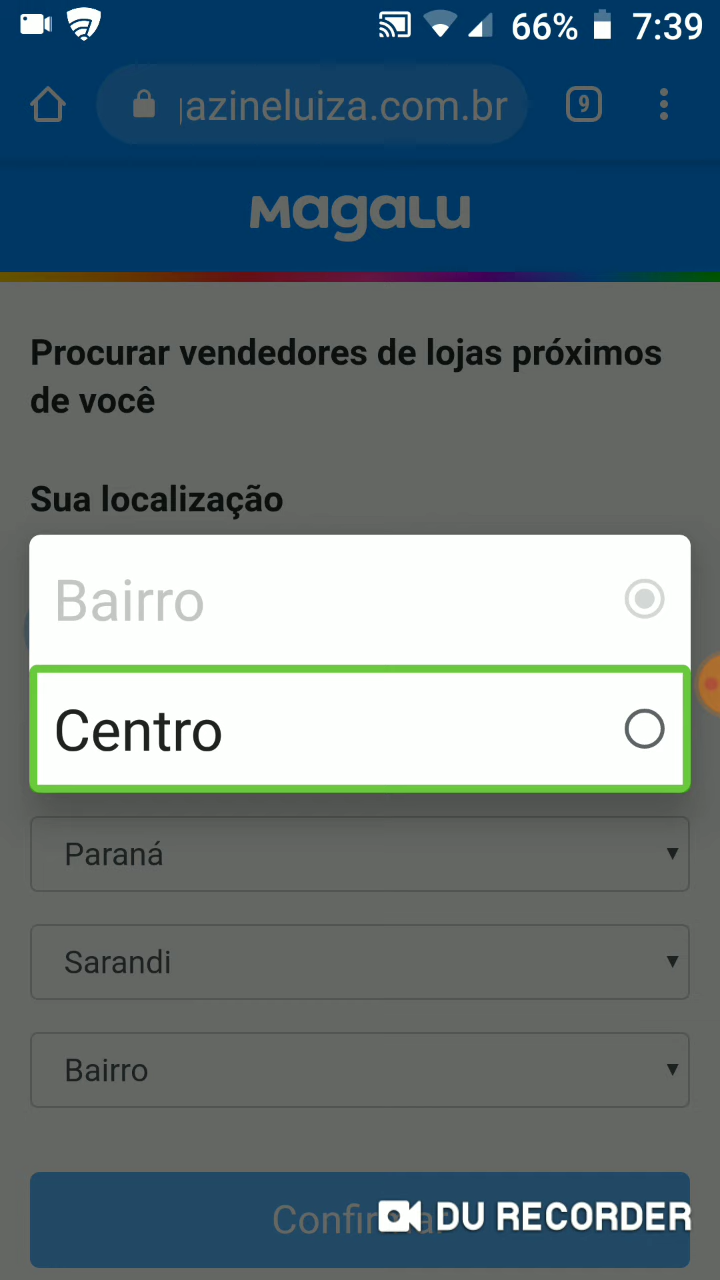 66% 7:39
azineluiza.com.br 9
Magalu
Procurar vendedores de lojas próximos
de você
Sua localização
Bairro
Centro
Paraná
Sarandi
Bairro
DU RECORDER